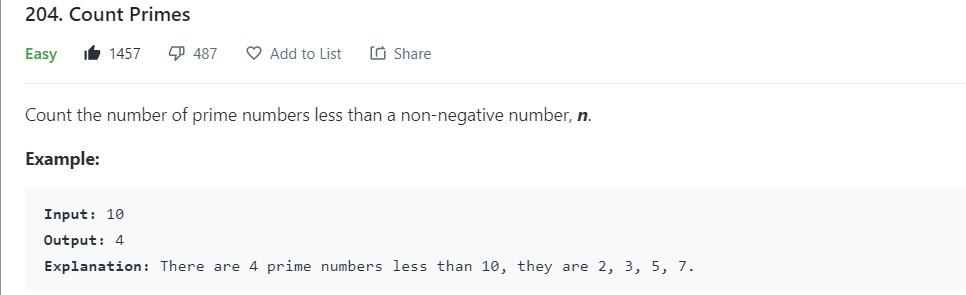 204. Count Primes
Easy 1457 487 Add to List Share
Count the number of prime numbers less than a non-negative number, n.
Example:
Input: 10
Output: 4
Explanation: There are 4 prime numbers less than 10, they are 2, 3, 5, 7.